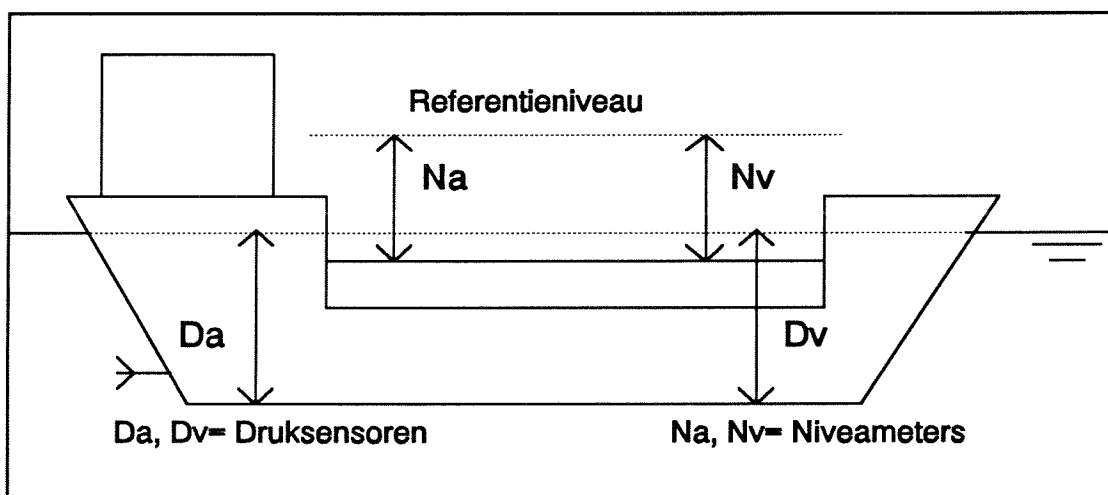 Referentieniveau
Na
Nv
Da
Dv
Da, Dv= Druksensoren
Na, Nv= Niveameters